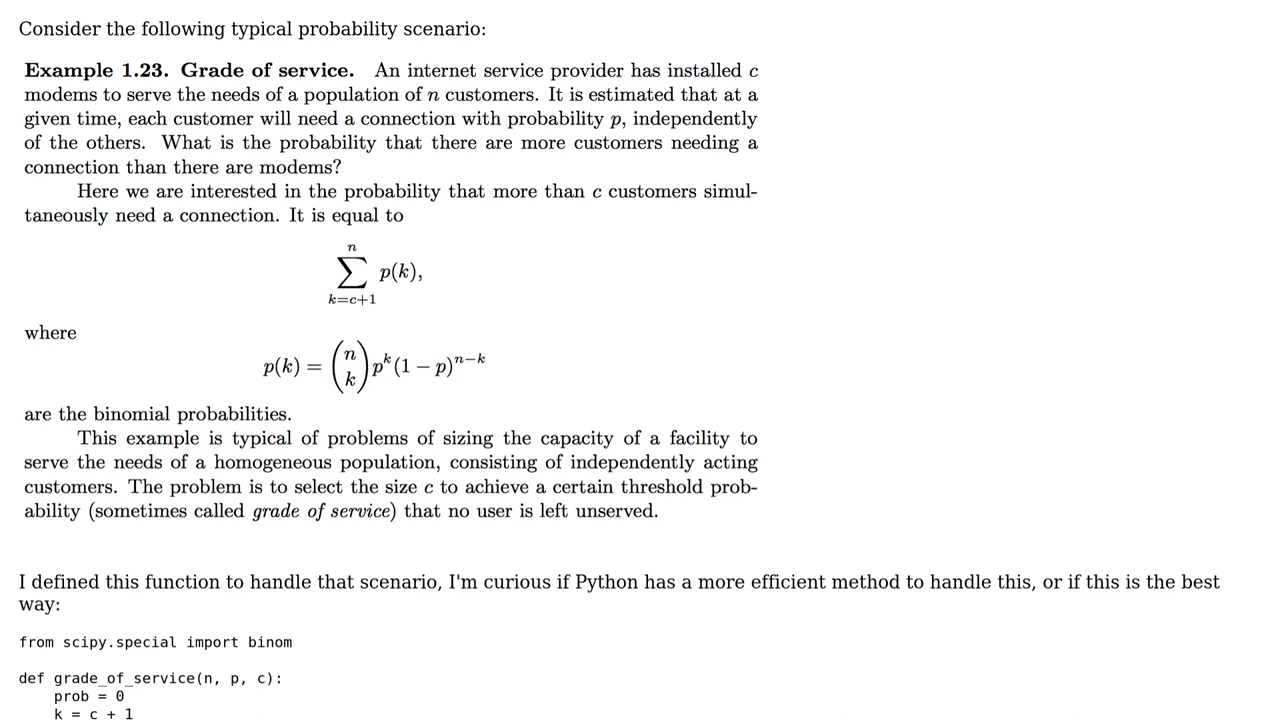 Consider the following typical probability scenario:
Example 1.23. Grade of service. An internet service provider has installed c
modems to serve the needs of a population of n customers. It is estimated that at a
given time, each customer will need a connection with probability p, independently
of the others. What is the probability that there are more customers needing a
connection than there are modems?
Here we are interested in the probability that more than c customers simul-
taneously need a connection. It is equal to
n
∑ p(k),
k=c+1
where
p(k) = (n k) p^k (1 − p)^{n−k}
are the binomial probabilities.
This example is typical of problems of sizing the capacity of a facility to
serve the needs of a homogeneous population, consisting of independently acting
customers. The problem is to select the size c to achieve a certain threshold prob-
ability (sometimes called grade of service) that no user is left unserved.
I defined this function to handle that scenario, I'm curious if Python has a more efficient method to handle this, or if this is the best
way:
from scipy.special import binom
def grade_of_service(n, p, c):
    prob = 0
    k = c + 1